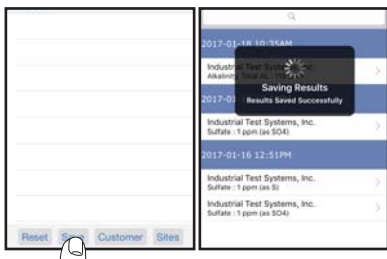 Reset Save Customer Sites
2017-01-18 10:35AM
Industrial Test Systems, Inc.
Alkalinity, Total AL
Saving Results
Results Saved Successfully
2017-01
Industrial Test Systems, Inc.
Sulfate : 1 ppm (as SO4)
2017-01-16 12:51PM
Industrial Test Systems, Inc.
Sulfate : 1 ppm (as S)
Industrial Test Systems, Inc.
Sulfate : 1 ppm (as SO4)